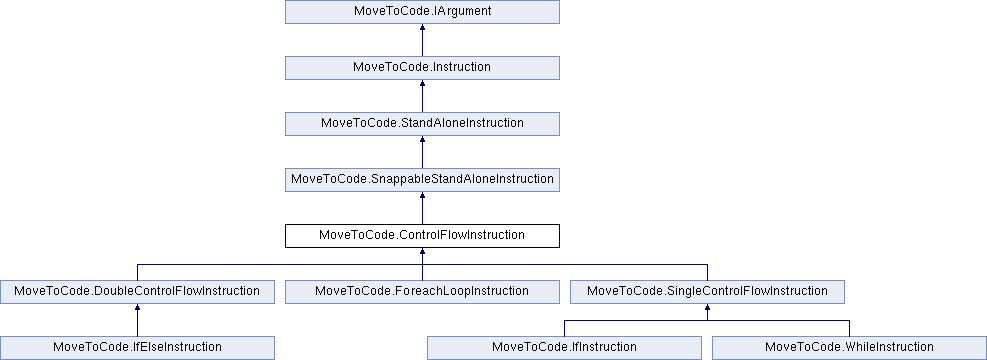 MoveToCode.IArgument
MoveToCode.Instruction
MoveToCode.StandAloneInstruction
MoveToCode.SnappableStandAloneInstruction
MoveToCode.ControlFlowInstruction
MoveToCode.DoubleControlFlowInstruction
MoveToCode.ForeachLoopInstruction
MoveToCode.SingleControlFlowInstruction
MoveToCode.IfElseInstruction
MoveToCode.IfInstruction
MoveToCode.WhileInstruction